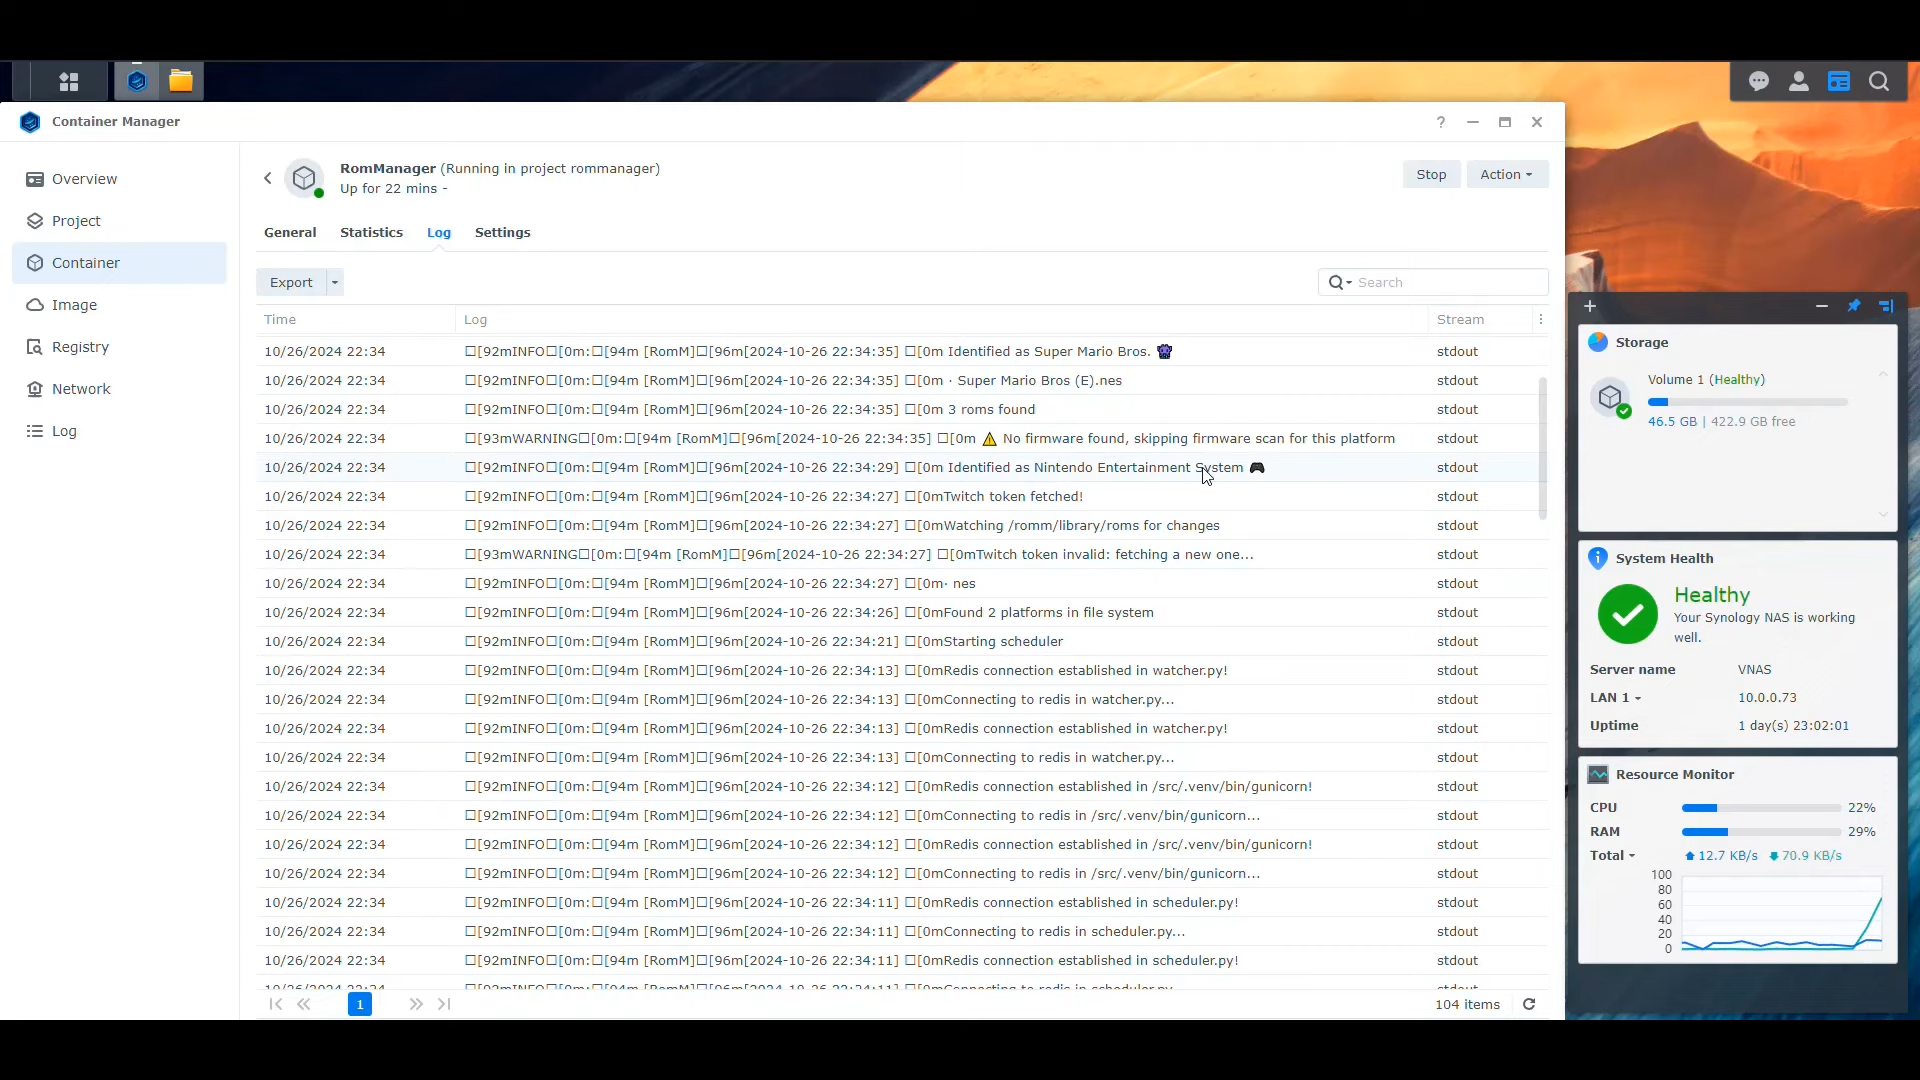 Container Manager
?
Overview
Project
Container
Image
Registry
Network
Log
RomManager (Running in project rommanager)
Up for 22 mins -
Stop
Action
General Statistics Log Settings
Export
Search
Time Log Stream
10/26/2024 22:34 □[92mINFO□[0m:□[94m [RomM]□[96m[2024-10-26 22:34:35] □[0m Identified as Super Mario Bros. 👾 stdout
10/26/2024 22:34 □[92mINFO□[0m:□[94m [RomM]□[96m[2024-10-26 22:34:35] □[0m · Super Mario Bros (E).nes stdout
10/26/2024 22:34 □[92mINFO□[0m:□[94m [RomM]□[96m[2024-10-26 22:34:35] □[0m 3 roms found stdout
10/26/2024 22:34 □[93mWARNING□[0m:□[94m [RomM]□[96m[2024-10-26 22:34:35] □[0m ⚠️ No firmware found, skipping firmware scan for this platform stdout
10/26/2024 22:34 □[92mINFO□[0m:□[94m [RomM]□[96m[2024-10-26 22:34:29] □[0m Identified as Nintendo Entertainment System 🎮 stdout
10/26/2024 22:34 □[92mINFO□[0m:□[94m [RomM]□[96m[2024-10-26 22:34:27] □[0mTwitch token fetched! stdout
10/26/2024 22:34 □[92mINFO□[0m:□[94m [RomM]□[96m[2024-10-26 22:34:27] □[0mWatching /romm/library/roms for changes stdout
10/26/2024 22:34 □[93mWARNING□[0m:□[94m [RomM]□[96m[2024-10-26 22:34:27] □[0mTwitch token invalid: fetching a new one... stdout
10/26/2024 22:34 □[92mINFO□[0m:□[94m [RomM]□[96m[2024-10-26 22:34:27] □[0m· nes stdout
10/26/2024 22:34 □[92mINFO□[0m:□[94m [RomM]□[96m[2024-10-26 22:34:26] □[0mFound 2 platforms in file system stdout
10/26/2024 22:34 □[92mINFO□[0m:□[94m [RomM]□[96m[2024-10-26 22:34:21] □[0mStarting scheduler stdout
10/26/2024 22:34 □[92mINFO□[0m:□[94m [RomM]□[96m[2024-10-26 22:34:13] □[0mRedis connection established in watcher.py! stdout
10/26/2024 22:34 □[92mINFO□[0m:□[94m [RomM]□[96m[2024-10-26 22:34:13] □[0mConnecting to redis in watcher.py... stdout
10/26/2024 22:34 □[92mINFO□[0m:□[94m [RomM]□[96m[2024-10-26 22:34:13] □[0mRedis connection established in watcher.py! stdout
10/26/2024 22:34 □[92mINFO□[0m:□[94m [RomM]□[96m[2024-10-26 22:34:13] □[0mConnecting to redis in watcher.py... stdout
10/26/2024 22:34 □[92mINFO□[0m:□[94m [RomM]□[96m[2024-10-26 22:34:12] □[0mRedis connection established in /src/.venv/bin/gunicorn! stdout
10/26/2024 22:34 □[92mINFO□[0m:□[94m [RomM]□[96m[2024-10-26 22:34:12] □[0mConnecting to redis in /src/.venv/bin/gunicorn... stdout
10/26/2024 22:34 □[92mINFO□[0m:□[94m [RomM]□[96m[2024-10-26 22:34:12] □[0mRedis connection established in /src/.venv/bin/gunicorn! stdout
10/26/2024 22:34 □[92mINFO□[0m:□[94m [RomM]□[96m[2024-10-26 22:34:12] □[0mConnecting to redis in /src/.venv/bin/gunicorn... stdout
10/26/2024 22:34 □[92mINFO□[0m:□[94m [RomM]□[96m[2024-10-26 22:34:11] □[0mRedis connection established in scheduler.py! stdout
10/26/2024 22:34 □[92mINFO□[0m:□[94m [RomM]□[96m[2024-10-26 22:34:11] □[0mConnecting to redis in scheduler.py... stdout
10/26/2024 22:34 □[92mINFO□[0m:□[94m [RomM]□[96m[2024-10-26 22:34:11] □[0mRedis connection established in scheduler.py! stdout
1
104 items
Storage
Volume 1 (Healthy)
46.5 GB | 422.9 GB free
System Health
Healthy
Your Synology NAS is working
well.
Server name VNAS
LAN 1 10.0.0.73
Uptime 1 day(s) 23:02:01
Resource Monitor
CPU 22%
RAM 29%
Total 12.7 KB/s 70.9 KB/s
100
80
60
40
20
0